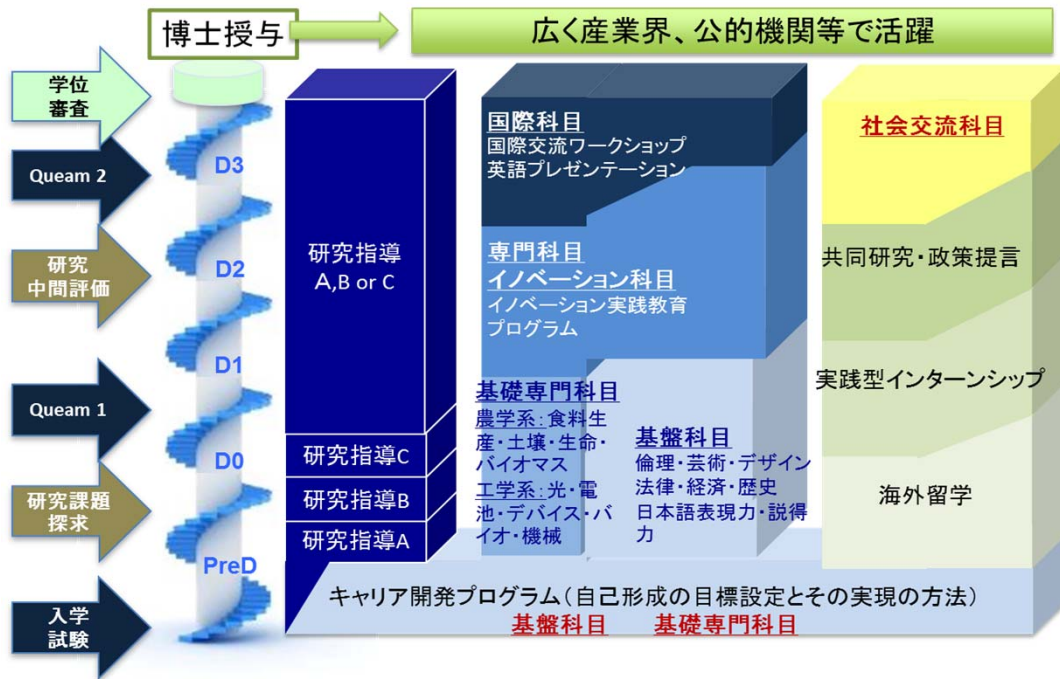 博士授与
広く産業界、公的機関等で活躍
学位
審査
Queam 2
研究
中間評価
Queam 1
研究課題
探求
入学
試験
D3
D2
D1
D0
PreD
研究指導
A,B or C
研究指導C
研究指導B
研究指導A
国際科目
国際交流ワークショップ
英語プレゼンテーション
専門科目
イノベーション科目
イノベーション実践教育
プログラム
基礎専門科目
農学系：食料生
産・土壌・生命・
バイオマス
工学系：光・電
池・デバイス・バ
イオ・機械
基盤科目
倫理・芸術・デザイン
法律・経済・歴史
日本語表現力・説得
力
社会交流科目
共同研究・政策提言
実践型インターンシップ
海外留学
キャリア開発プログラム（自己形成の目標設定とその実現の方法）
基盤科目 基礎専門科目